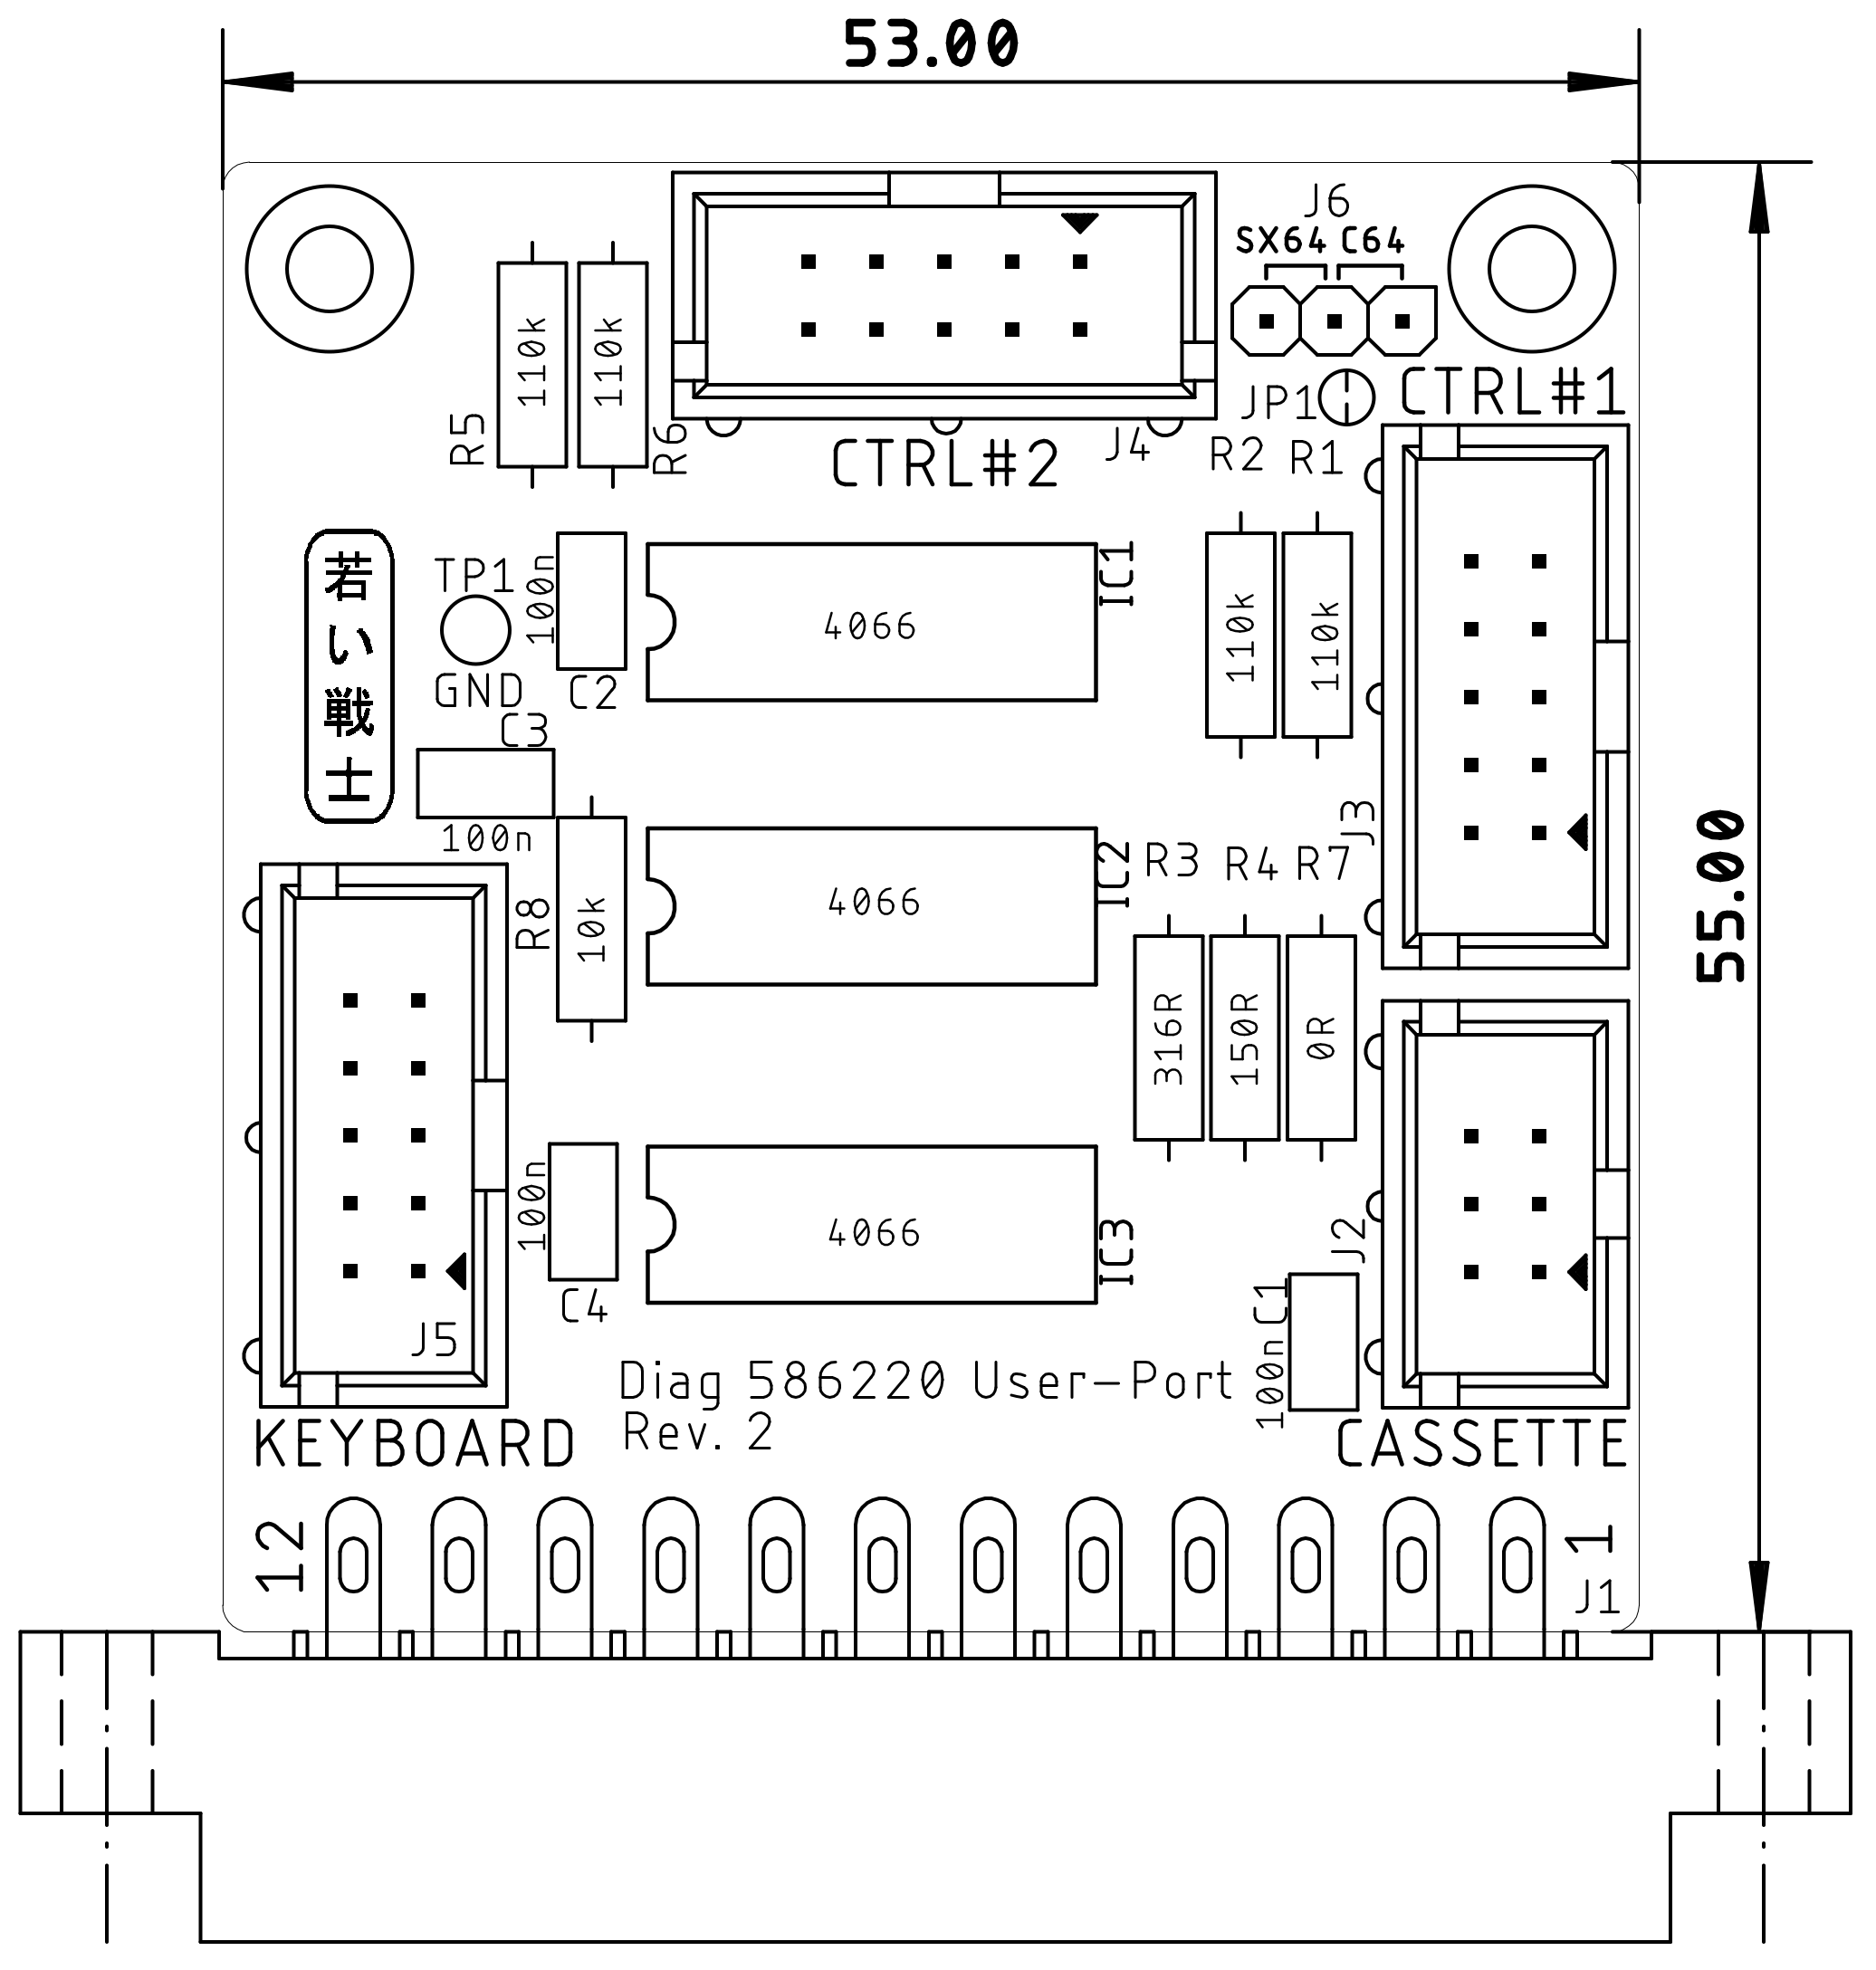 53.00
J6
SX64 C64
110k
110k
R5
R6
JP1
CTRL#1
J4
CTRL#2
R2
R1
若い戦士
TP1
GND
100n
C2
4066
IC1
110k
110k
C3
100n
J3
55.00
R8
10k
4066
IC2
R3
R4
R7
316R
150R
0R
100n
C4
4066
IC3
J2
C1
100n
J5
Diag 586220 User-Port
Rev. 2
KEYBOARD
CASSETTE
12
1
J1